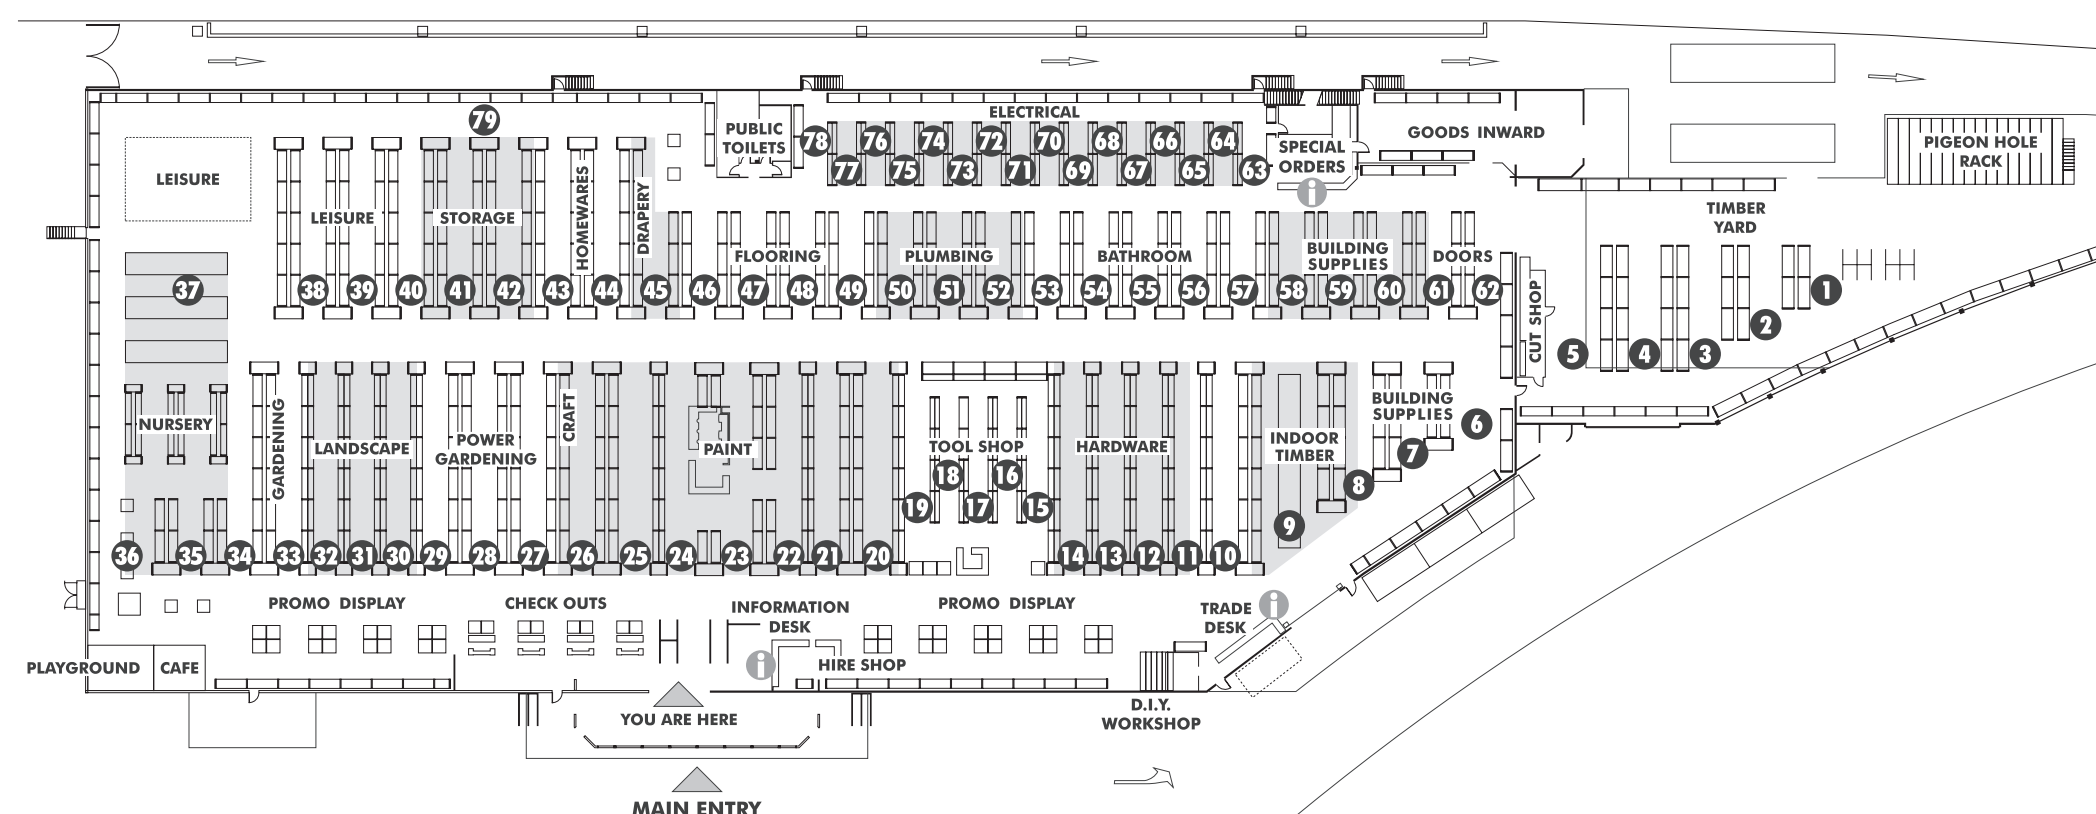 79
ELECTRICAL
PUBLIC
TOILETS
78
76
74
72
70
68
66
64
77
75
73
71
69
67
65
63
SPECIAL
ORDERS
i
GOODS INWARD
PIGEON HOLE
RACK
LEISURE
LEISURE
STORAGE
HOMEWARES
DRAPERY
FLOORING
PLUMBING
BATHROOM
BUILDING
SUPPLIES
DOORS
TIMBER
YARD
37
38
39
40
41
42
43
44
45
46
47
48
49
50
51
52
53
54
55
56
57
58
59
60
61
62
CUT SHOP
5
4
3
2
1
NURSERY
GARDENING
LANDSCAPE
POWER
GARDENING
CRAFT
PAINT
TOOL SHOP
HARDWARE
INDOOR
TIMBER
BUILDING
SUPPLIES
6
7
8
9
18
16
19
17
15
36
35
34
33
32
31
30
29
28
27
26
25
24
23
22
21
20
14
13
12
11
10
PROMO DISPLAY
CHECK OUTS
INFORMATION
DESK
PROMO DISPLAY
TRADE
DESK
i
PLAYGROUND
CAFE
i
HIRE SHOP
YOU ARE HERE
D.I.Y.
WORKSHOP
MAIN ENTRY